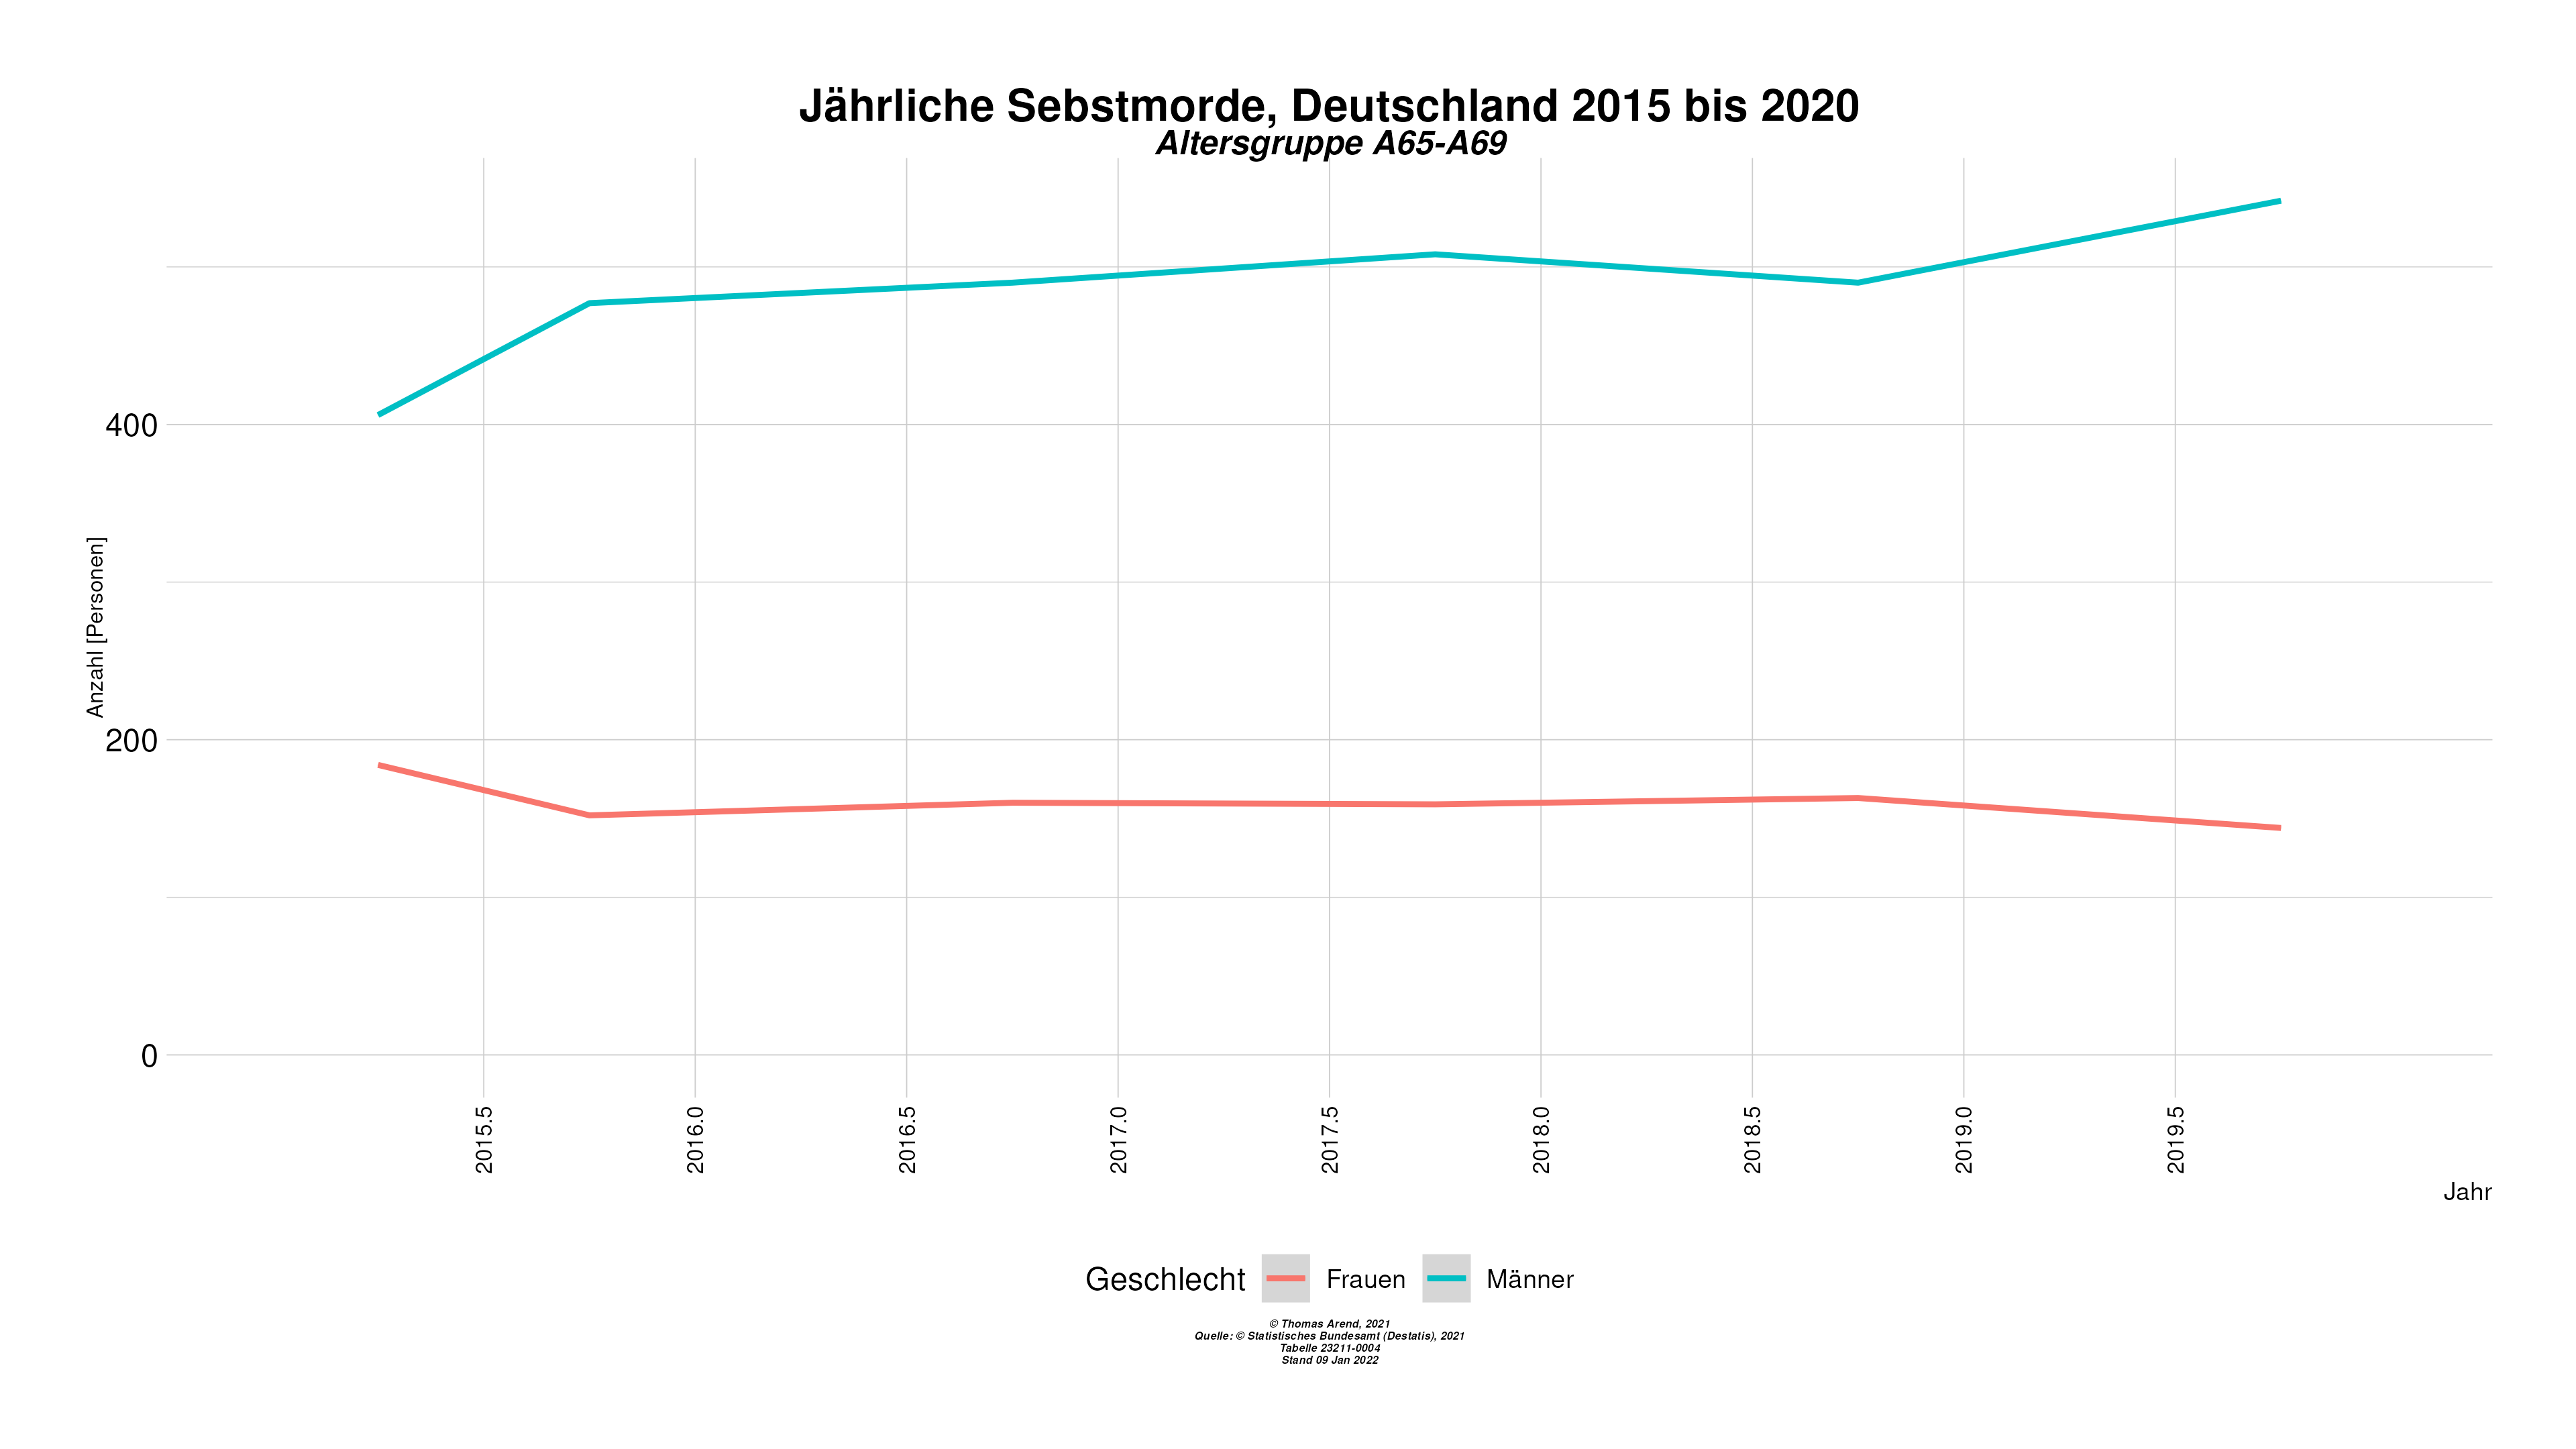 Jährliche Sebstmorde, Deutschland 2015 bis 2020
Altersgruppe A65-A69
Anzahl [Personen]
400
200
0
2015.5
2016.0
2016.5
2017.0
2017.5
2018.0
2018.5
2019.0
2019.5
Jahr
Geschlecht Frauen Männer
© Thomas Arend, 2021
Quelle: © Statistisches Bundesamt (Destatis), 2021
Tabelle 23211-0004
Stand 09 Jan 2022